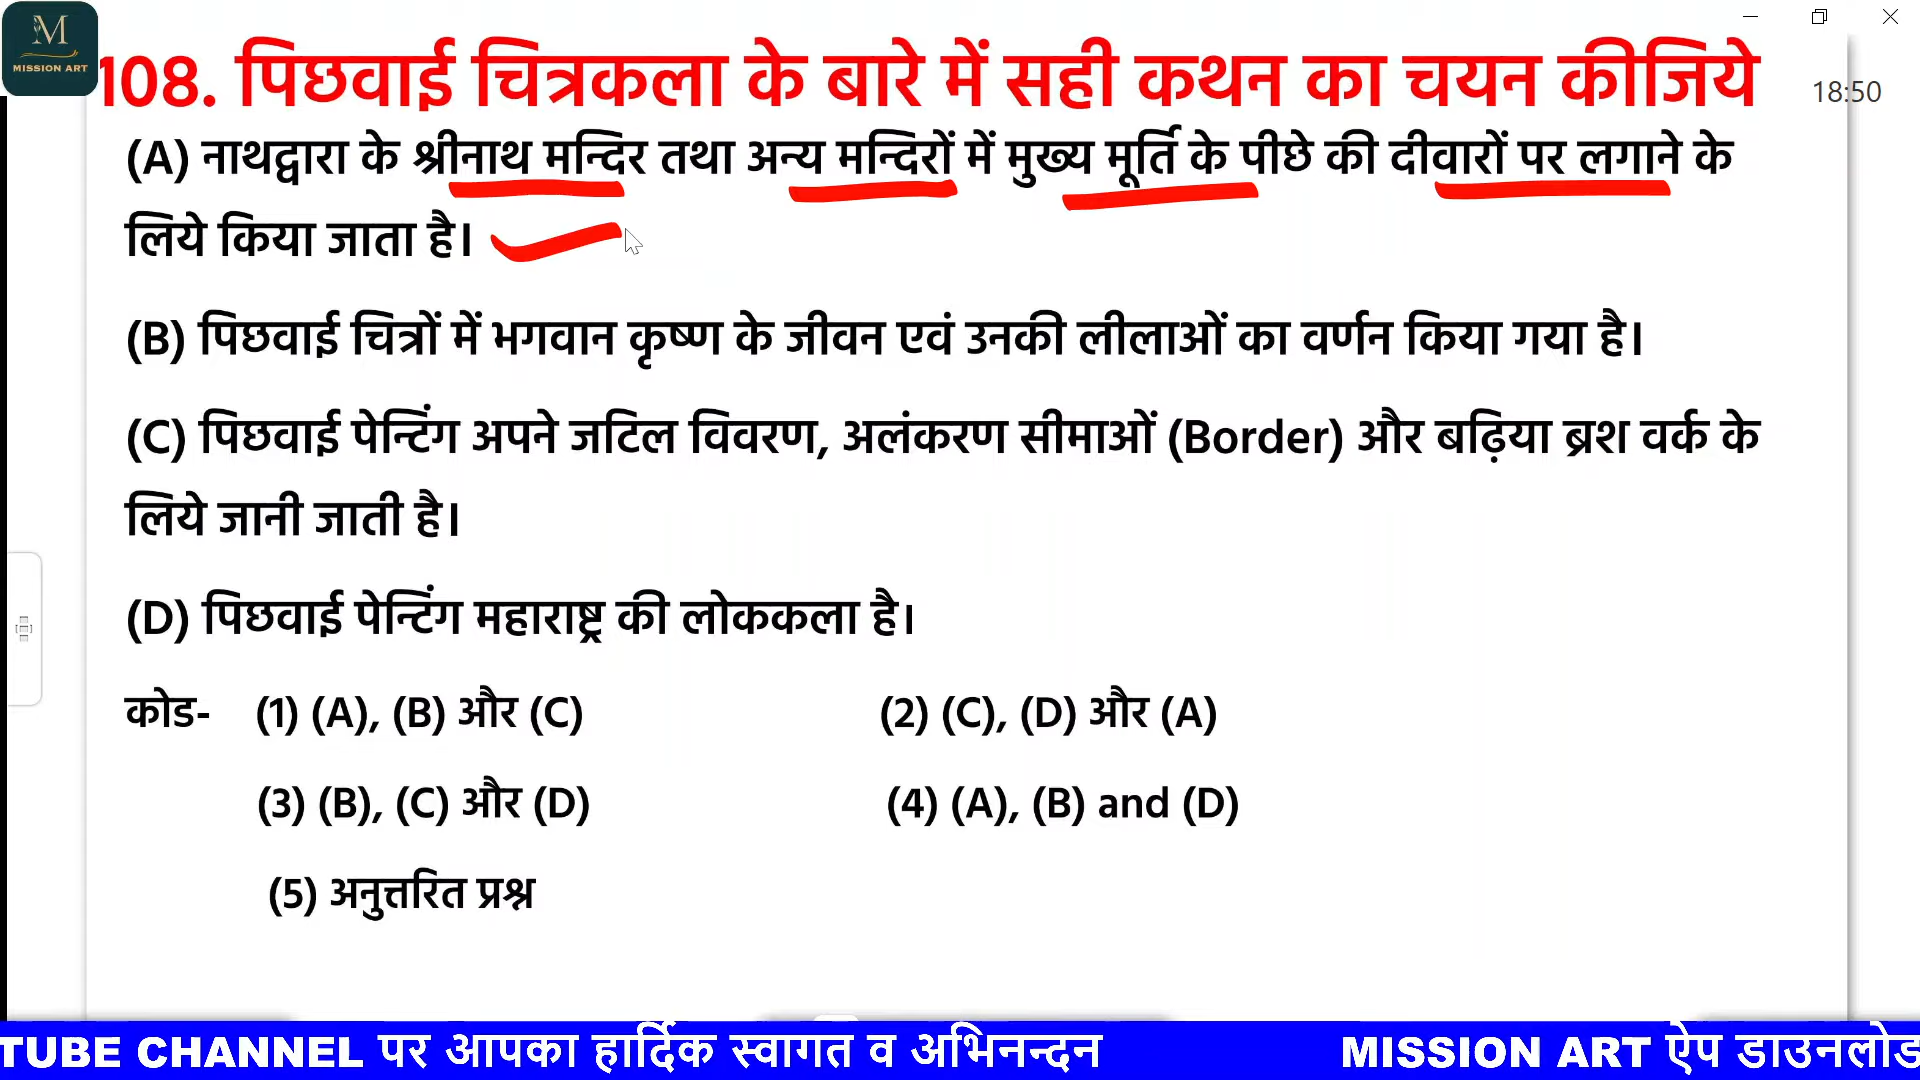 M
MISSION ART
108. पिछवाई चित्रकला के बारे में सही कथन का चयन कीजिये
18:50
(A) नाथद्वारा के श्रीनाथ मन्दिर तथा अन्य मन्दिरों में मुख्य मूर्ति के पीछे की दीवारों पर लगाने के
लिये किया जाता है।
(B) पिछवाई चित्रों में भगवान कृष्ण के जीवन एवं उनकी लीलाओं का वर्णन किया गया है।
(C) पिछवाई पेन्टिंग अपने जटिल विवरण, अलंकरण सीमाओं (Border) और बढ़िया ब्रश वर्क के
लिये जानी जाती है।
(D) पिछवाई पेन्टिंग महाराष्ट्र की लोककला है।
कोड- (1) (A), (B) और (C) (2) (C), (D) और (A)
(3) (B), (C) और (D) (4) (A), (B) and (D)
(5) अनुत्तरित प्रश्न
TUBE CHANNEL पर आपका हार्दिक स्वागत व अभिनन्दन MISSION ART ऐप डाउनलोड